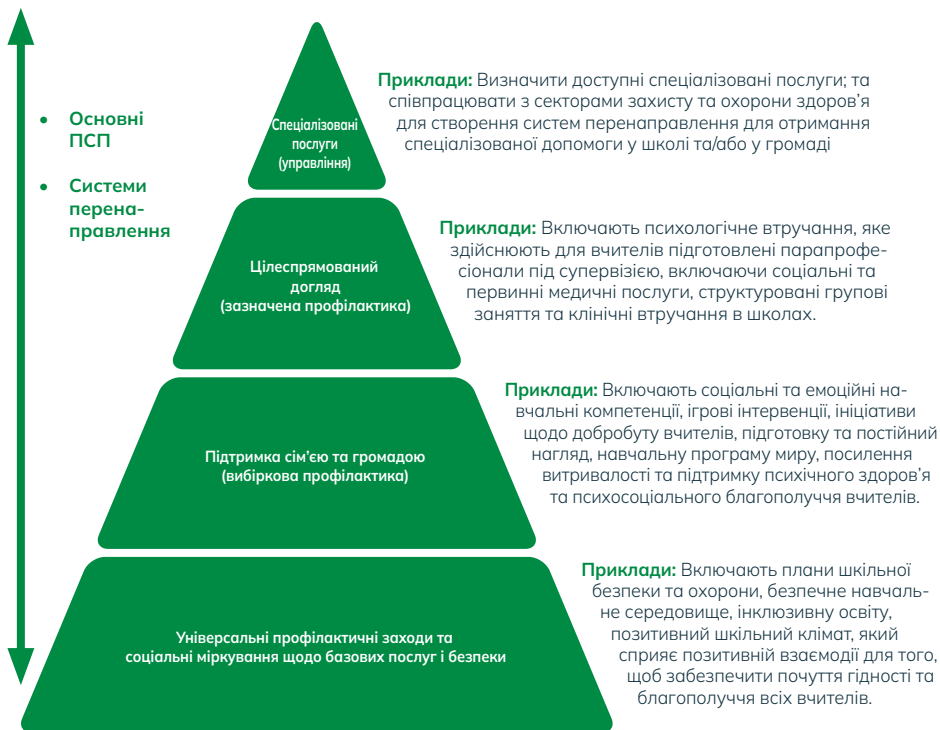 • Основні
ПСП
• Системи
перена-
правлення
Спеціалізовані
послуги
(управління)
Приклади: Визначити доступні спеціалізовані послуги; та
співпрацювати з секторами захисту та охорони здоров’я
для створення систем перенаправлення для отримання
спеціалізованої допомоги у школі та/або у громаді
Цілеспрямований
догляд
(зазначена профілактика)
Приклади: Включають психологічне втручання, яке
здійснюють для вчителів підготовлені парапрофе-
сіонали під супервізією, включаючи соціальні та
первинні медичні послуги, структуровані групові
заняття та клінічні втручання в школах.
Підтримка сім’єю та громадою
(вибіркова профілактика)
Приклади: Включають соціальні та емоційні на-
вчальні компетенції, ігрові інтервенції, ініціативи
щодо добробуту вчителів, підготовку та постійний
нагляд, навчальну програму миру, посилення
витривалості та підтримку психічного здоров’я
та психосоціального благополуччя вчителів.
Універсальні профілактичні заходи та
соціальні міркування щодо базових послуг і безпеки
Приклади: Включають плани шкільної
безпеки та охорони, безпечне навчаль-
не середовище, інклюзивну освіту,
позитивний шкільний клімат, який
сприяє позитивній взаємодії для того,
щоб забезпечити почуття гідності та
благополуччя всіх вчителів.